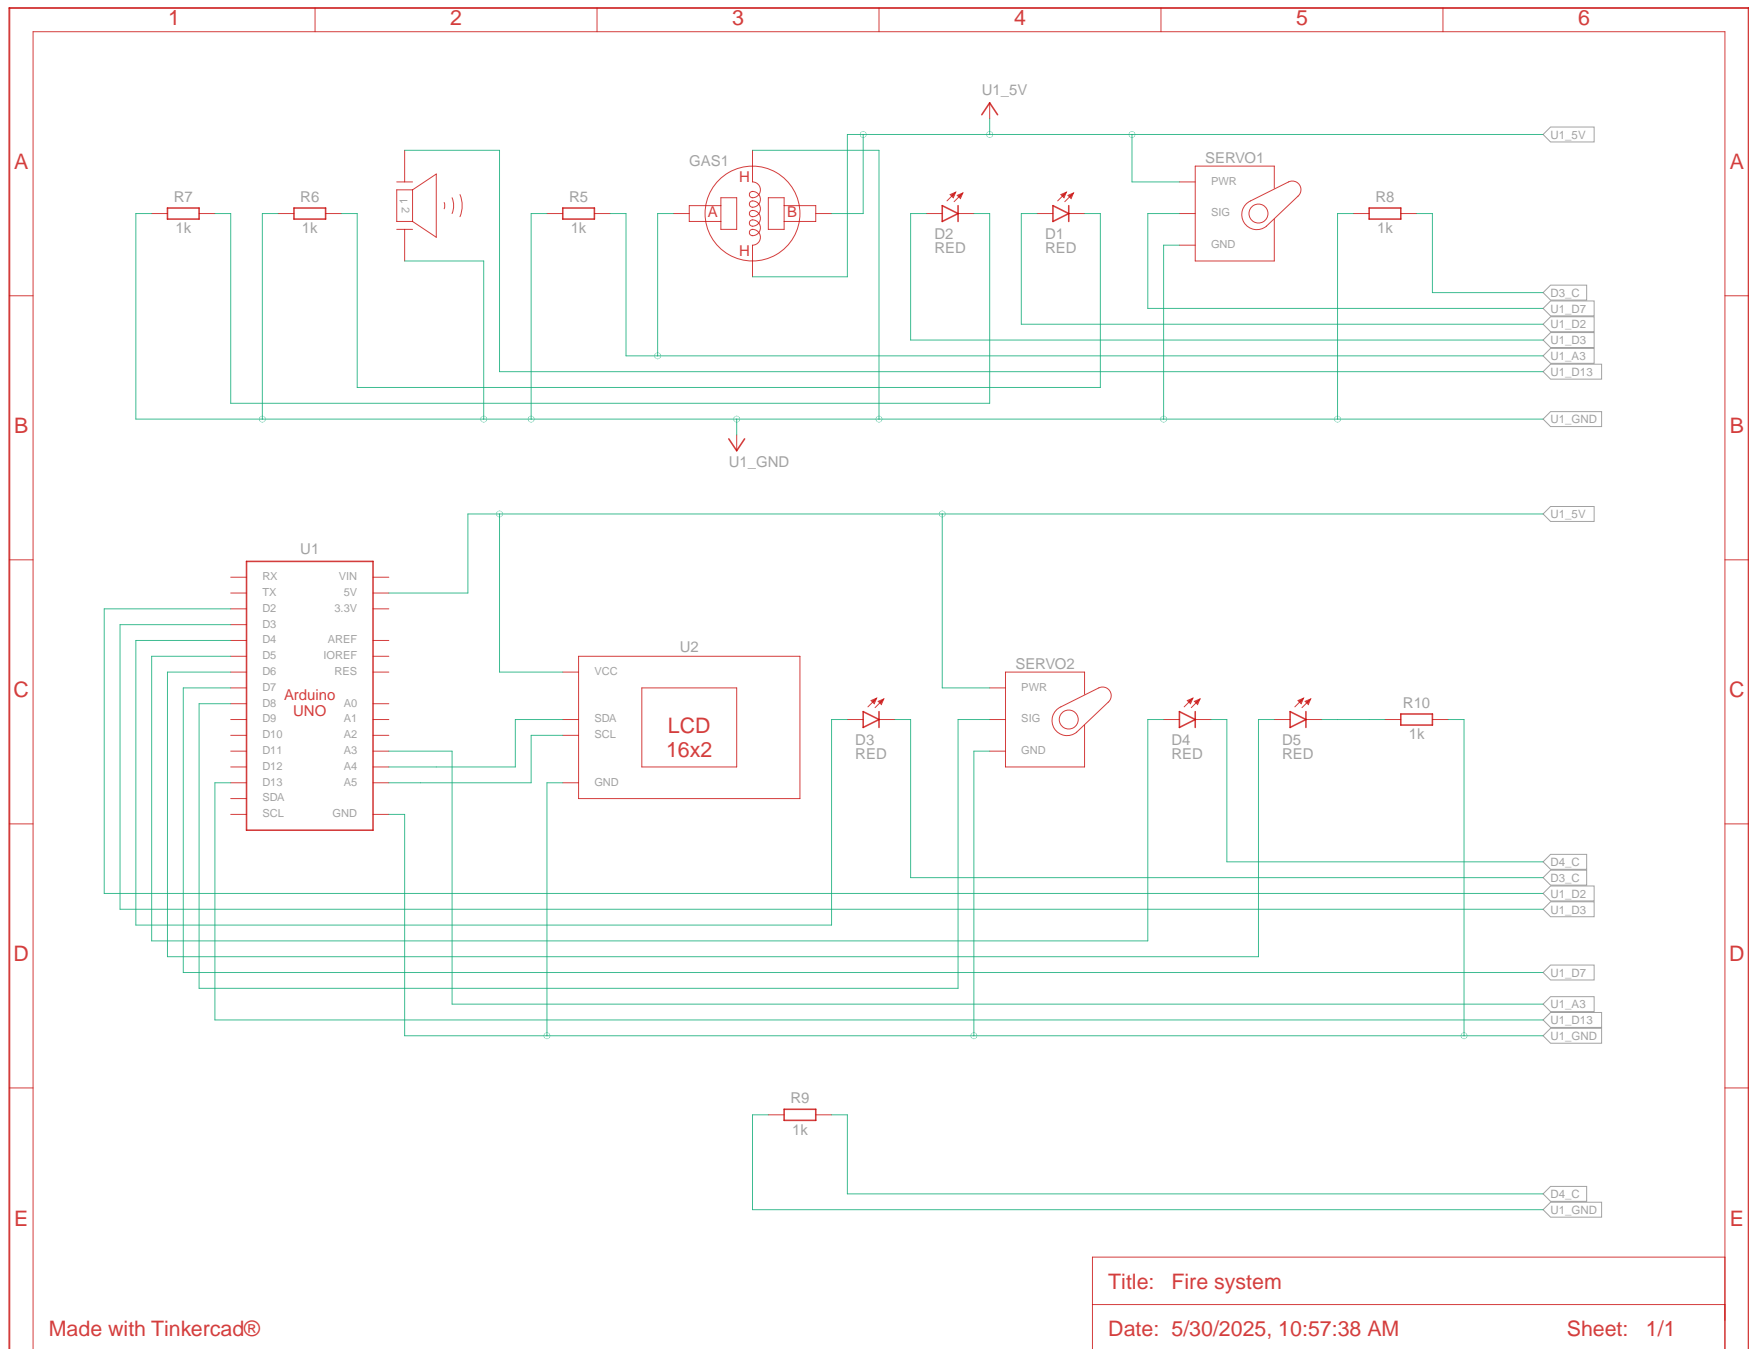 1 2 3 4 5 6
A A
U1_5V
U1_5V
GAS1
SERVO1
H
PWR
R7 R6 R5 R8
1 2
A B
SIG
1k 1k 1k 1k
D2 D1
RED RED
GND
H
D3_C
U1_D7
U1_D2
U1_D3
U1_A3
U1_D13
B B
U1_GND
U1_GND
U1_5V
U1
RX VIN
TX 5V
D2 3.3V
D3
D4 AREF
D5 IOREF
D6 RES
D7
D8 A0
D9 A1
D10 A2
D11 A3
D12 A4
D13 A5
SDA
SCL GND
Arduino
UNO
C C
U2
VCC
SDA
SCL
GND
LCD
16x2
D3
RED
SERVO2
PWR
SIG
GND
D4
RED
D5
RED
R10
1k
D4_C
D3_C
U1_D2
U1_D3
D D
U1_D7
U1_A3
U1_D13
U1_GND
R9
1k
D4_C
U1_GND
E E
Title: Fire system
Made with Tinkercad®
Date: 5/30/2025, 10:57:38 AM Sheet: 1/1